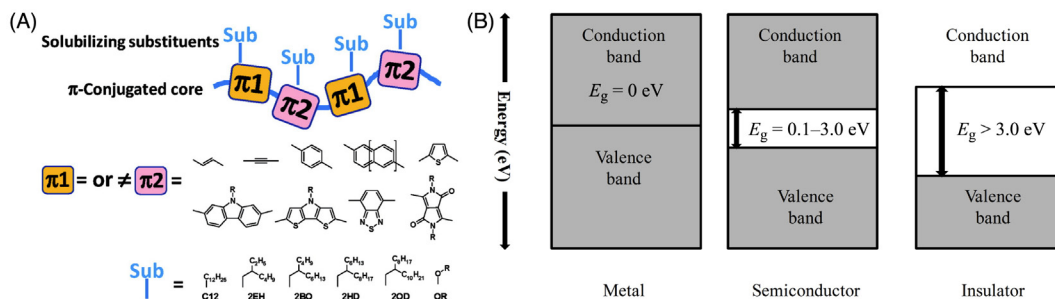 (A)
Sub
Sub
Sub
Sub
Solubilizing substituents
π-Conjugated core
π1
π2
π1
π2
π1 = or ≠ π2 =
S
R
N
R
N
S
S
N
S
N
R
N
O
O
N
R
Sub
=
C12H25
C12
C2H5
C4H9
2EH
C4H9
C6H13
2BO
C6H13
C8H17
2HD
C8H17
C10H21
2OD
O
R
OR
(B)
Energy (eV)
Conduction
band
Eg = 0 eV
Valence
band
Metal
Conduction
band
Eg = 0.1–3.0 eV
Valence
band
Semiconductor
Conduction
band
Eg > 3.0 eV
Valence
band
Insulator